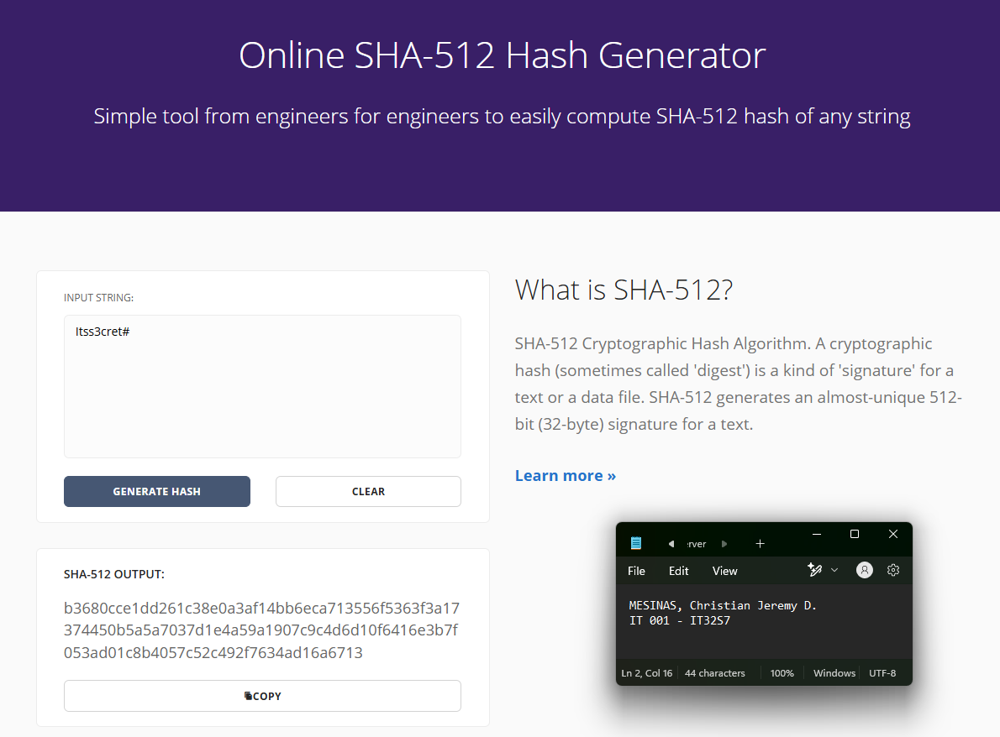 Online SHA-512 Hash Generator
Simple tool from engineers for engineers to easily compute SHA-512 hash of any string
INPUT STRING:
Itss3cret#
GENERATE HASH
CLEAR
SHA-512 OUTPUT:
b3680cce1dd261c38e0a3af14bb6eca713556f5363f3a17
374450b5a5a7037d1e4a59a1907c9c4d6d10f6416e3b7f
053ad01c8b4057c52c492f7634ad16a6713
COPY
What is SHA-512?
SHA-512 Cryptographic Hash Algorithm. A cryptographic
hash (sometimes called 'digest') is a kind of 'signature' for a
text or a data file. SHA-512 generates an almost-unique 512-
bit (32-byte) signature for a text.
Learn more »
rver
File Edit View
MESINAS, Christian Jeremy D.
IT 001 - IT32S7
Ln 2, Col 16 44 characters 100% Windows UTF-8